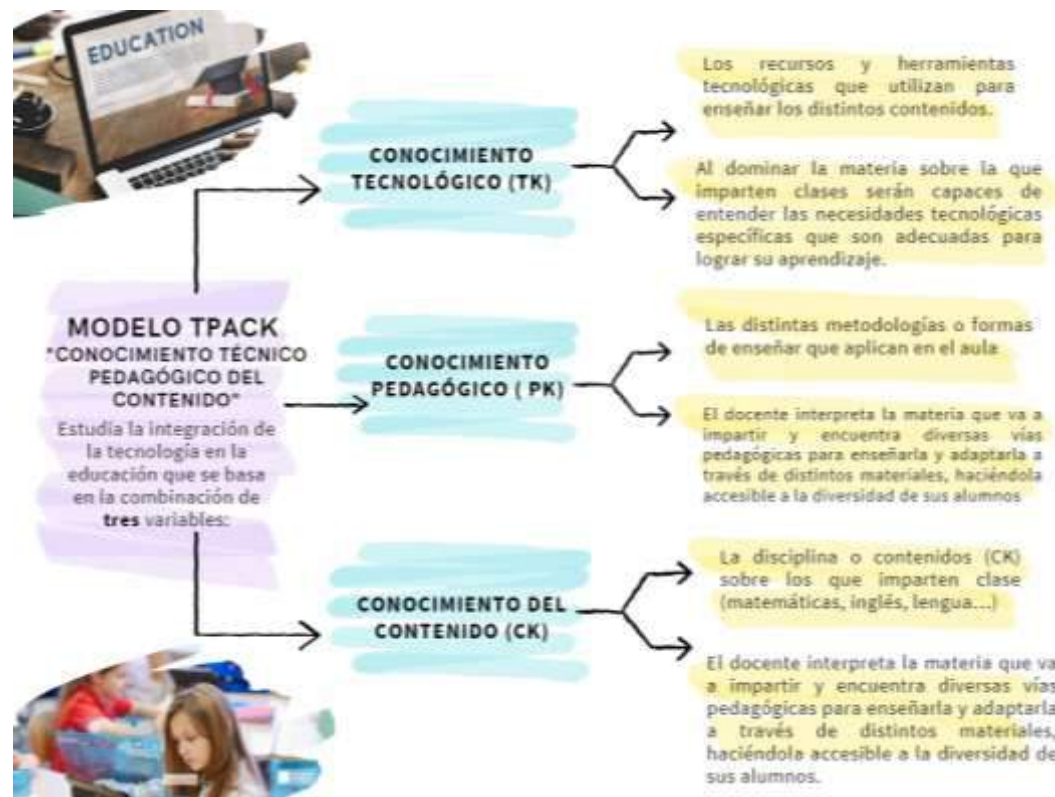 EDUCATION
Los recursos y herramientas
tecnológicas que utilizan para
enseñar los distintos contenidos.
CONOCIMIENTO
TECNOLÓGICO (TK)
Al dominar la materia sobre la que
imparten clases serán capaces de
entender las necesidades tecnológicas
específicas que son adecuadas para
lograr su aprendizaje.
MODELO TPACK
"CONOCIMIENTO TÉCNICO
PEDAGÓGICO DEL
CONTENIDO"
Estudia la integración de
la tecnología en la
educación que se basa
en la combinación de
tres variables:
CONOCIMIENTO
PEDAGÓGICO ( PK)
Las distintas metodologías o formas
de enseñar que aplican en el aula
El docente interpreta la materia que va a
impartir y encuentra diversas vías
pedagógicas para enseñarla y adaptarla a
través de distintos materiales, haciéndola
accesible a la diversidad de sus alumnos
CONOCIMIENTO DEL
CONTENIDO (CK)
La disciplina o contenidos (CK)
sobre los que imparten clase
(matemáticas, inglés, lengua...)
El docente interpreta la materia que va
a impartir y encuentra diversas vías
pedagógicas para enseñarla y adaptarla
a través de distintos materiales,
haciéndola accesible a la diversidad de
sus alumnos.